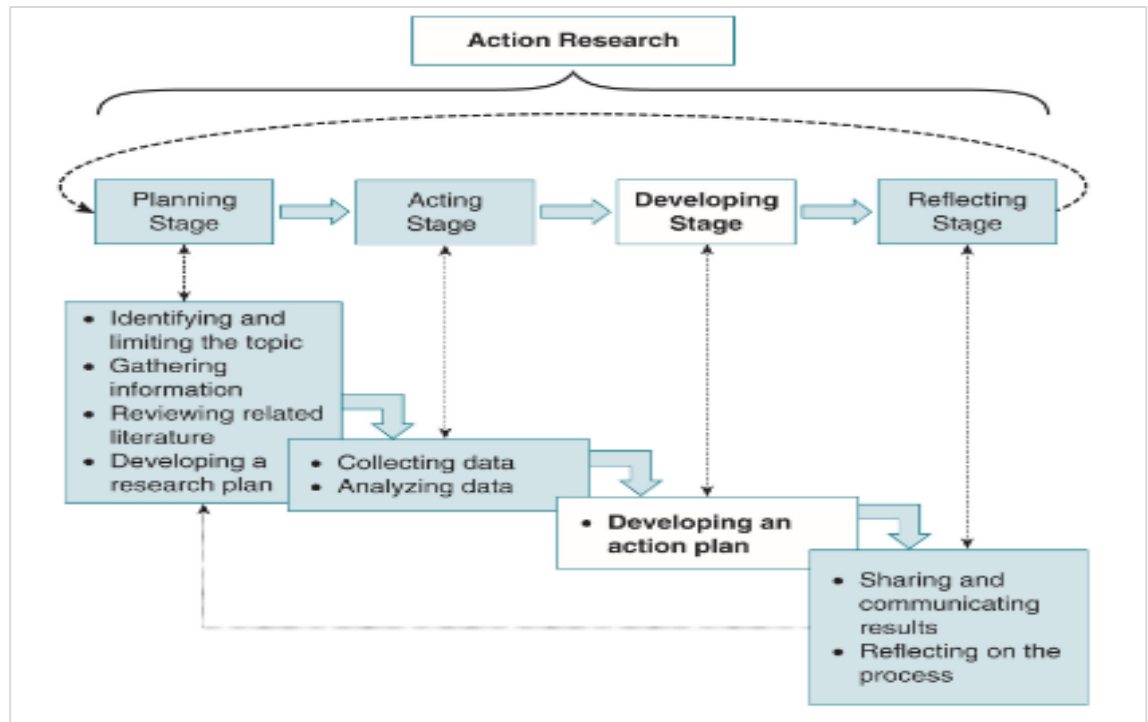 Action Research
Planning
Stage
Acting
Stage
Developing
Stage
Reflecting
Stage
• Identifying and
limiting the topic
• Gathering
information
• Reviewing related
literature
• Developing a
research plan
• Collecting data
• Analyzing data
• Developing an
action plan
• Sharing and
communicating
results
• Reflecting on the
process